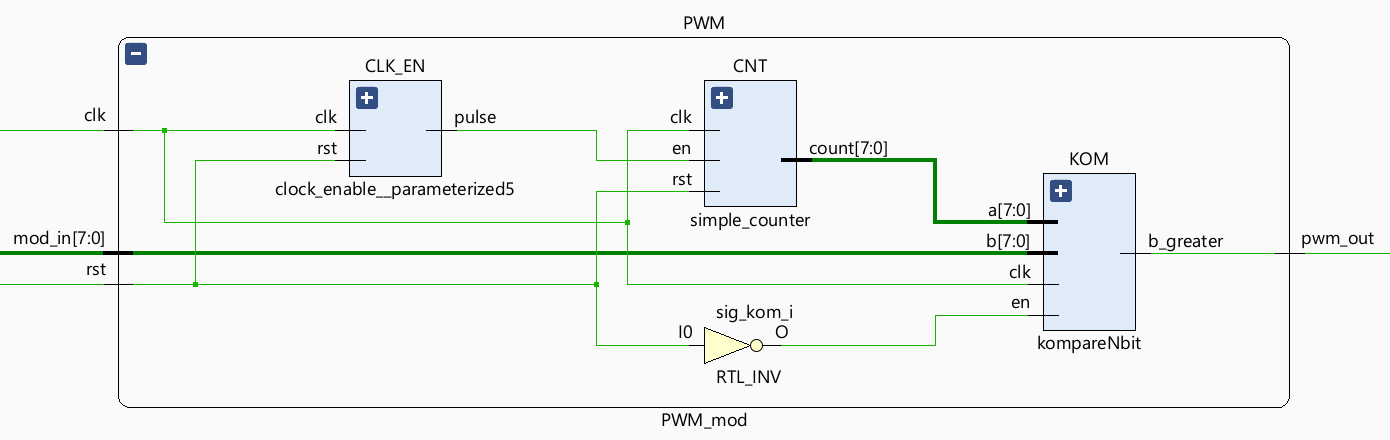 PWM
CLK_EN
CNT
clk
clk
pulse
clk
rst
en
count[7:0]
KOM
rst
clock_enable__parameterized5
simple_counter
a[7:0]
mod_in[7:0]
b[7:0]
b_greater
pwm_out
rst
clk
en
sig_kom_i
I0
O
kompareNbit
RTL_INV
PWM_mod